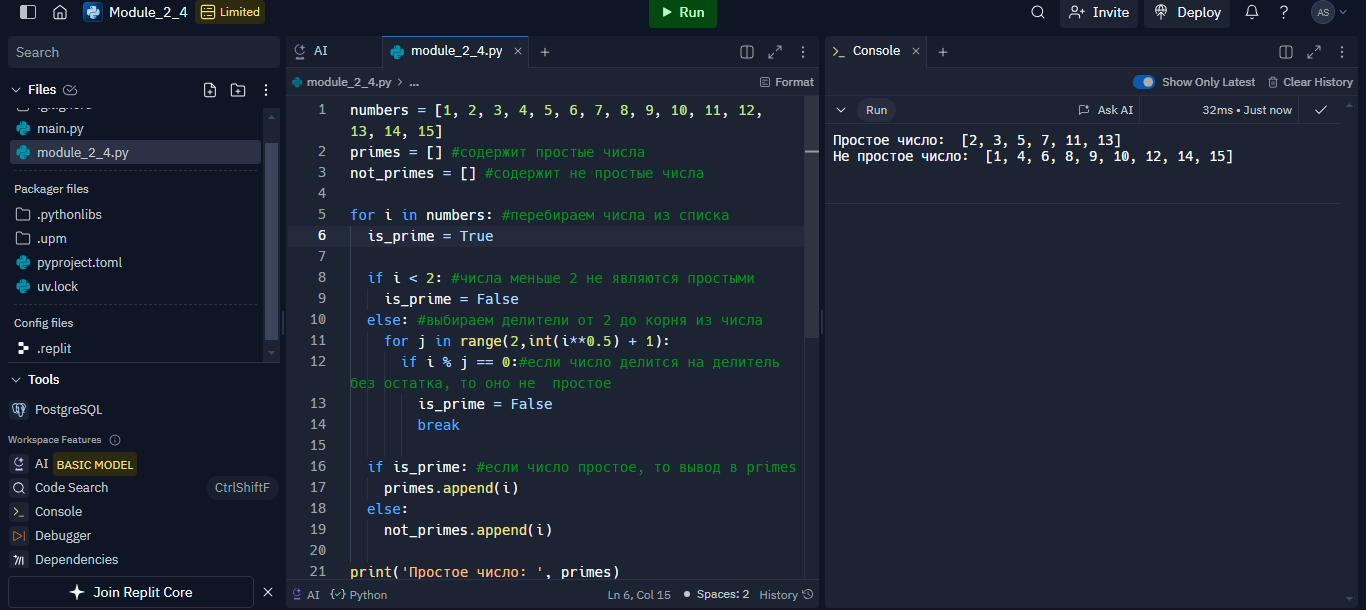 Module_2_4
Limited
Run
Invite
Deploy
AS
Search
Files
main.py
module_2_4.py
Packager files
.pythonlibs
.upm
pyproject.toml
uv.lock
Config files
.replit
Tools
PostgreSQL
Workspace Features
AI BASIC MODEL
Code Search CtrlShiftF
Console
Debugger
Dependencies
Join Replit Core
AI
module_2_4.py
module_2_4.py > ...
Format
1 numbers = [1, 2, 3, 4, 5, 6, 7, 8, 9, 10, 11, 12,
13, 14, 15]
2 primes = [] #содержит простые числа
3 not_primes = [] #содержит не простые числа
4
5 for i in numbers: #перебираем числа из списка
6 is_prime = True
7
8 if i < 2: #числа меньше 2 не являются простыми
9 is_prime = False
10 else: #выбираем делители от 2 до корня из числа
11 for j in range(2,int(i**0.5) + 1):
12 if i % j == 0:#если число делится на делитель
без остатка, то оно не  простое
13 is_prime = False
14 break
15
16 if is_prime: #если число простое, то вывод в primes
17 primes.append(i)
18 else:
19 not_primes.append(i)
20
21 print('Простое число: ', primes)
AI
Python
Ln 6, Col 15
Spaces: 2
History
Console
Show Only Latest
Clear History
Run
Ask AI
32ms • Just now
Простое число:  [2, 3, 5, 7, 11, 13]
Не простое число:  [1, 4, 6, 8, 9, 10, 12, 14, 15]